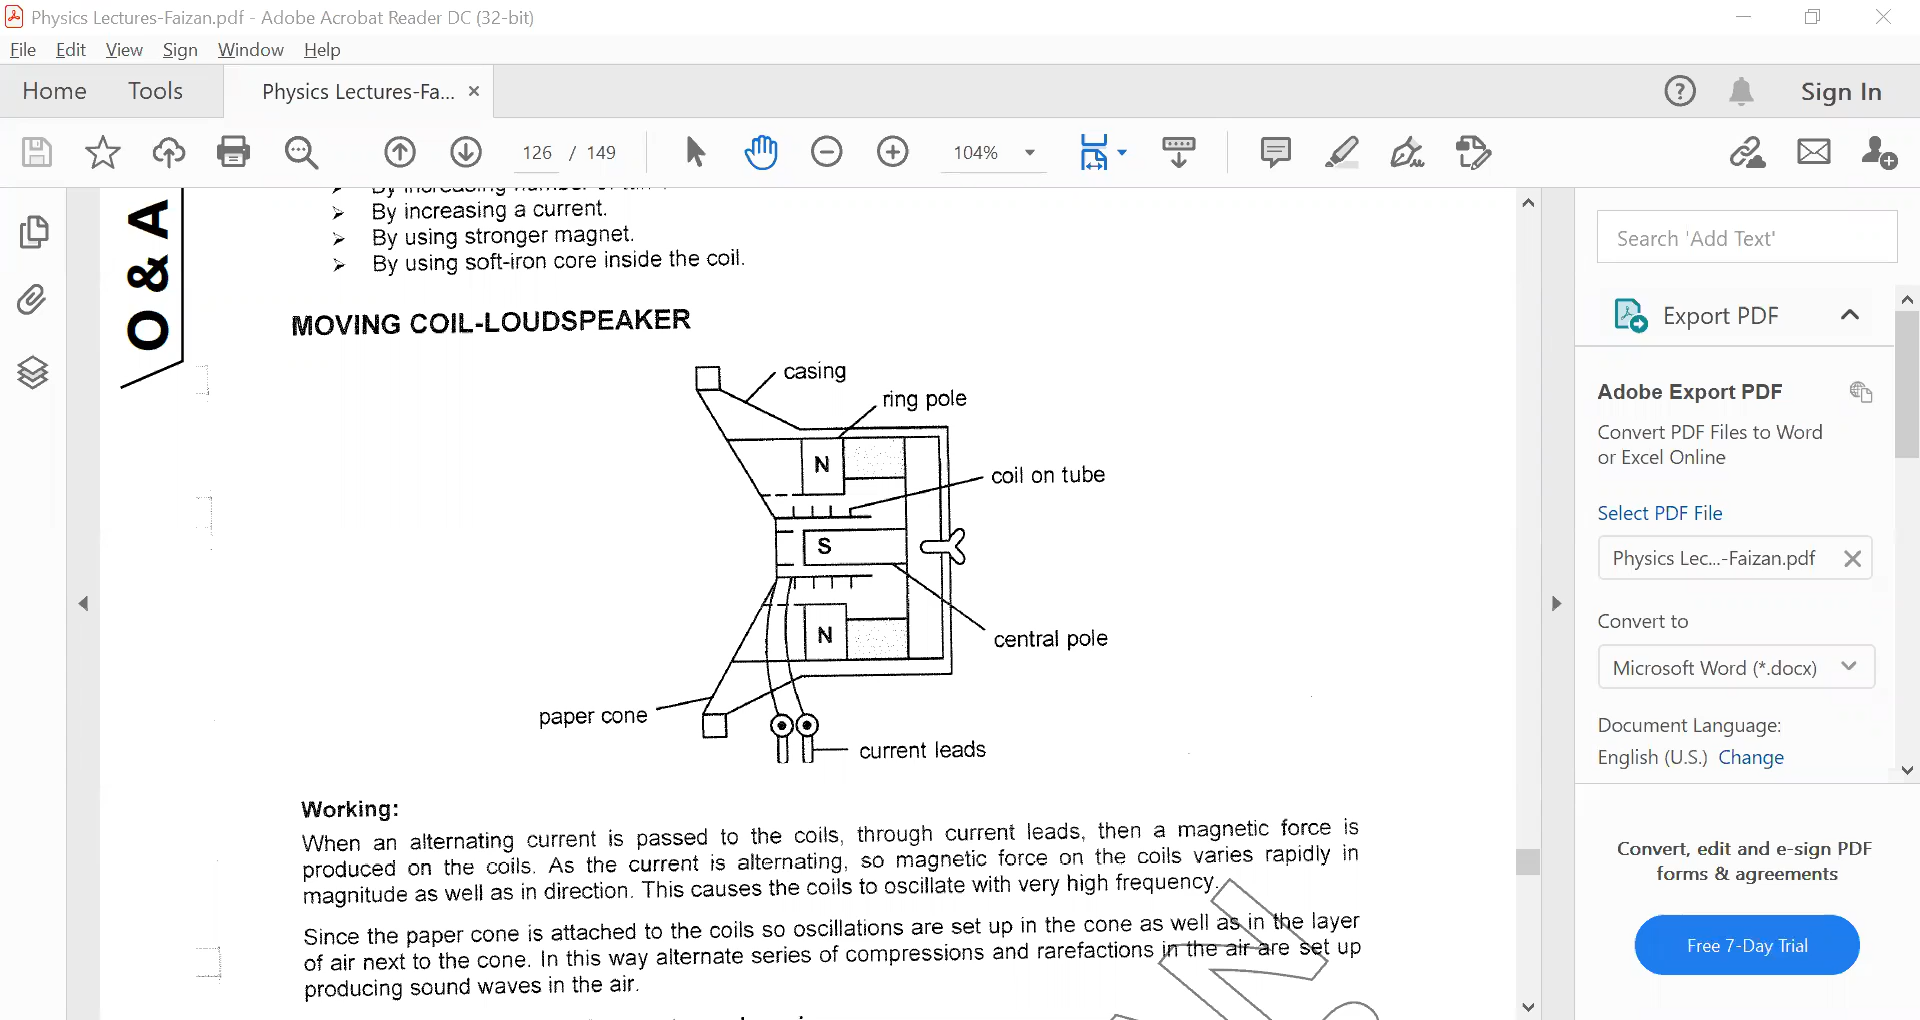 Physics Lectures-Faizan.pdf - Adobe Acrobat Reader DC (32-bit)
File Edit View Sign Window Help
Home Tools Physics Lectures-Fa... × Sign In
126 / 149 104%
O & A
By increasing number of turn
➢ By increasing a current.
➢ By using stronger magnet.
➢ By using soft-iron core inside the coil.
MOVING COIL-LOUDSPEAKER
casing
ring pole
N
coil on tube
S
N
central pole
paper cone
current leads
Working:
When an alternating current is passed to the coils, through current leads, then a magnetic force is
produced on the coils. As the current is alternating, so magnetic force on the coils varies rapidly in
magnitude as well as in direction. This causes the coils to oscillate with very high frequency.
Since the paper cone is attached to the coils so oscillations are set up in the cone as well as in the layer
of air next to the cone. In this way alternate series of compressions and rarefactions in the air are set up
producing sound waves in the air.
Search 'Add Text'
Export PDF
Adobe Export PDF
Convert PDF Files to Word
or Excel Online
Select PDF File
Physics Lec...-Faizan.pdf
Convert to
Microsoft Word (*.docx)
Document Language:
English (U.S.) Change
Convert, edit and e-sign PDF
forms & agreements
Free 7-Day Trial